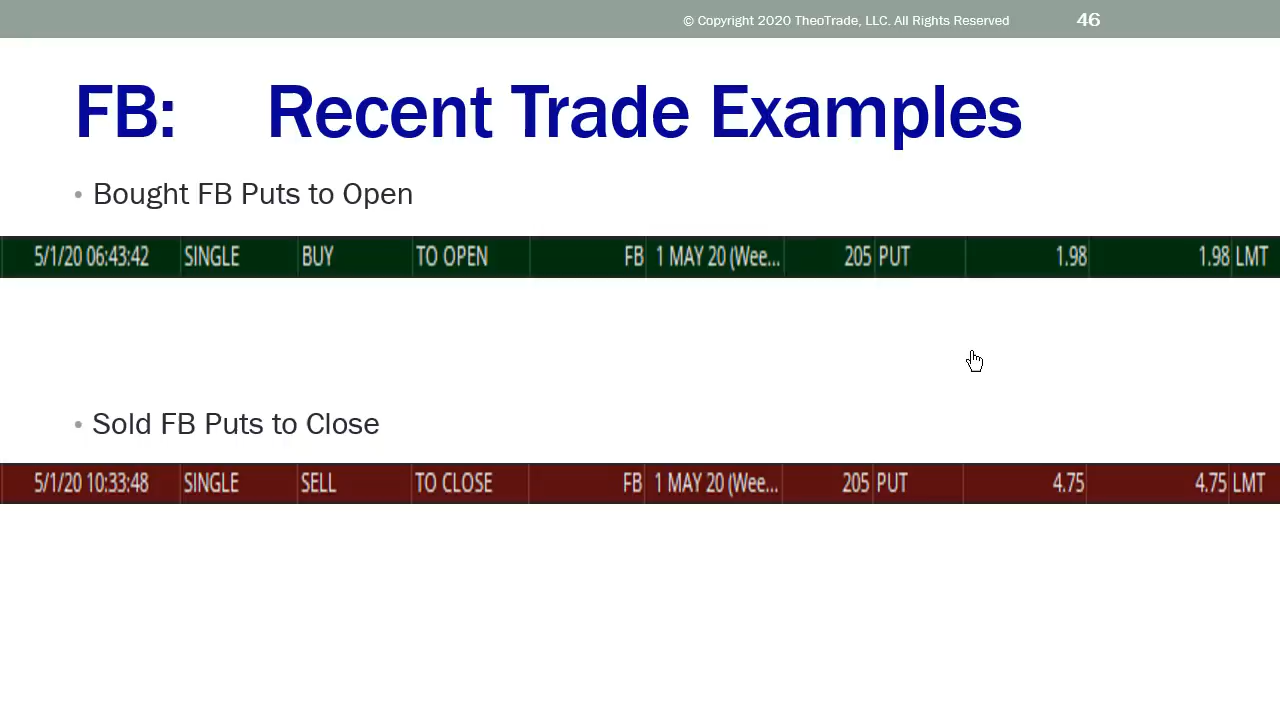 © Copyright 2020 TheoTrade, LLC. All Rights Reserved 46
FB: Recent Trade Examples
• Bought FB Puts to Open
5/1/20 06:43:42 SINGLE BUY TO OPEN FB 1 MAY 20 (Wee... 205 PUT 1.98 1.98 LMT
• Sold FB Puts to Close
5/1/20 10:33:48 SINGLE SELL TO CLOSE FB 1 MAY 20 (Wee... 205 PUT 4.75 4.75 LMT